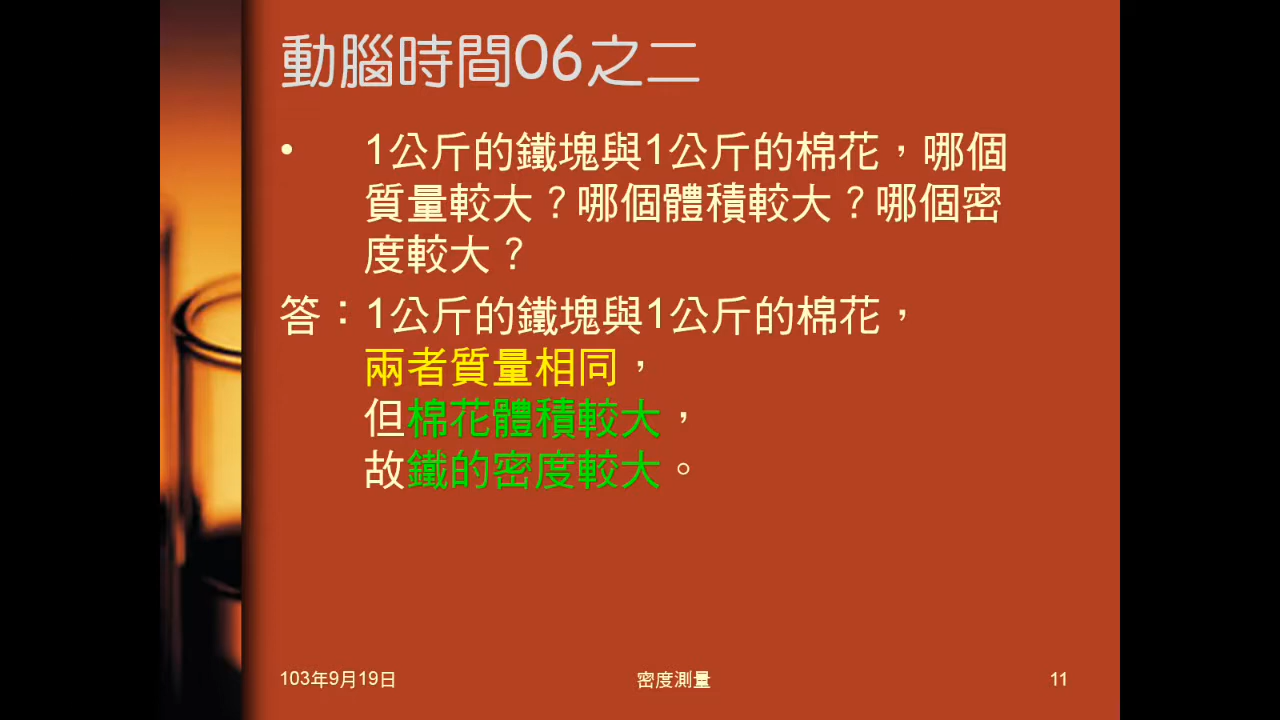 動腦時間06之二
• 1公斤的鐵塊與1公斤的棉花，哪個
質量較大？哪個體積較大？哪個密
度較大？
答：1公斤的鐵塊與1公斤的棉花，
兩者質量相同，
但棉花體積較大，
故鐵的密度較大。
103年9月19日 密度測量 11